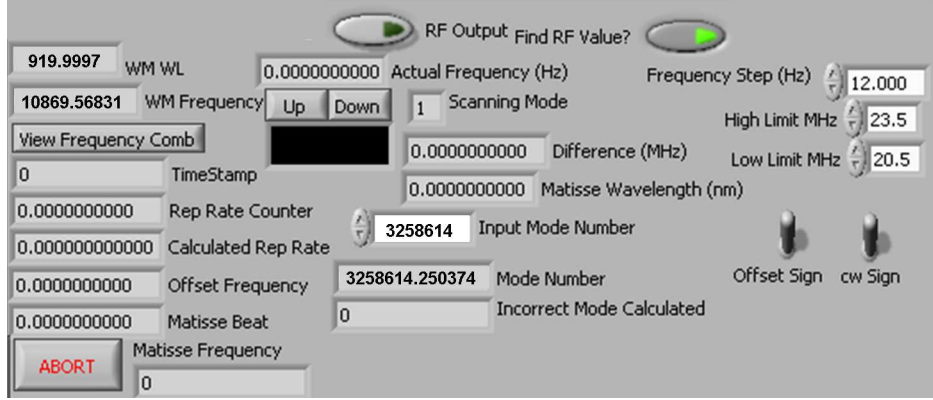 RF Output Find RF Value?
919.9997 WM WL
0.0000000000 Actual Frequency (Hz)
Frequency Step (Hz) 12.000
10869.56831 WM Frequency
Up Down
1 Scanning Mode
High Limit MHz 23.5
View Frequency Comb
0.0000000000 Difference (MHz)
Low Limit MHz 20.5
0 TimeStamp
0.0000000000 Matisse Wavelength (nm)
0.0000000000 Rep Rate Counter
3258614 Input Mode Number
0.000000000000 Calculated Rep Rate
Offset Sign cw Sign
0.0000000000 Offset Frequency
3258614.250374 Mode Number
0.0000000000 Matisse Beat
0 Incorrect Mode Calculated
ABORT
Matisse Frequency
0